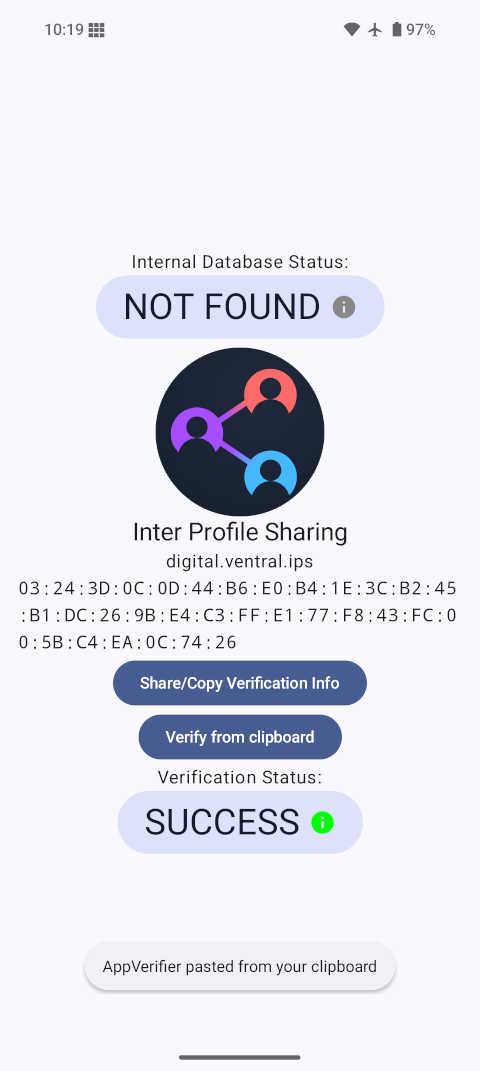 10:19
97%
Internal Database Status:
NOT FOUND
Inter Profile Sharing
digital.ventral.ips
03:24:3D:0C:0D:44:B6:E0:B4:1E:3C:B2:45
:B1:DC:26:9B:E4:C3:FF:E1:77:F8:43:FC:0
0:5B:C4:EA:0C:74:26
Share/Copy Verification Info
Verify from clipboard
Verification Status:
SUCCESS
AppVerifier pasted from your clipboard